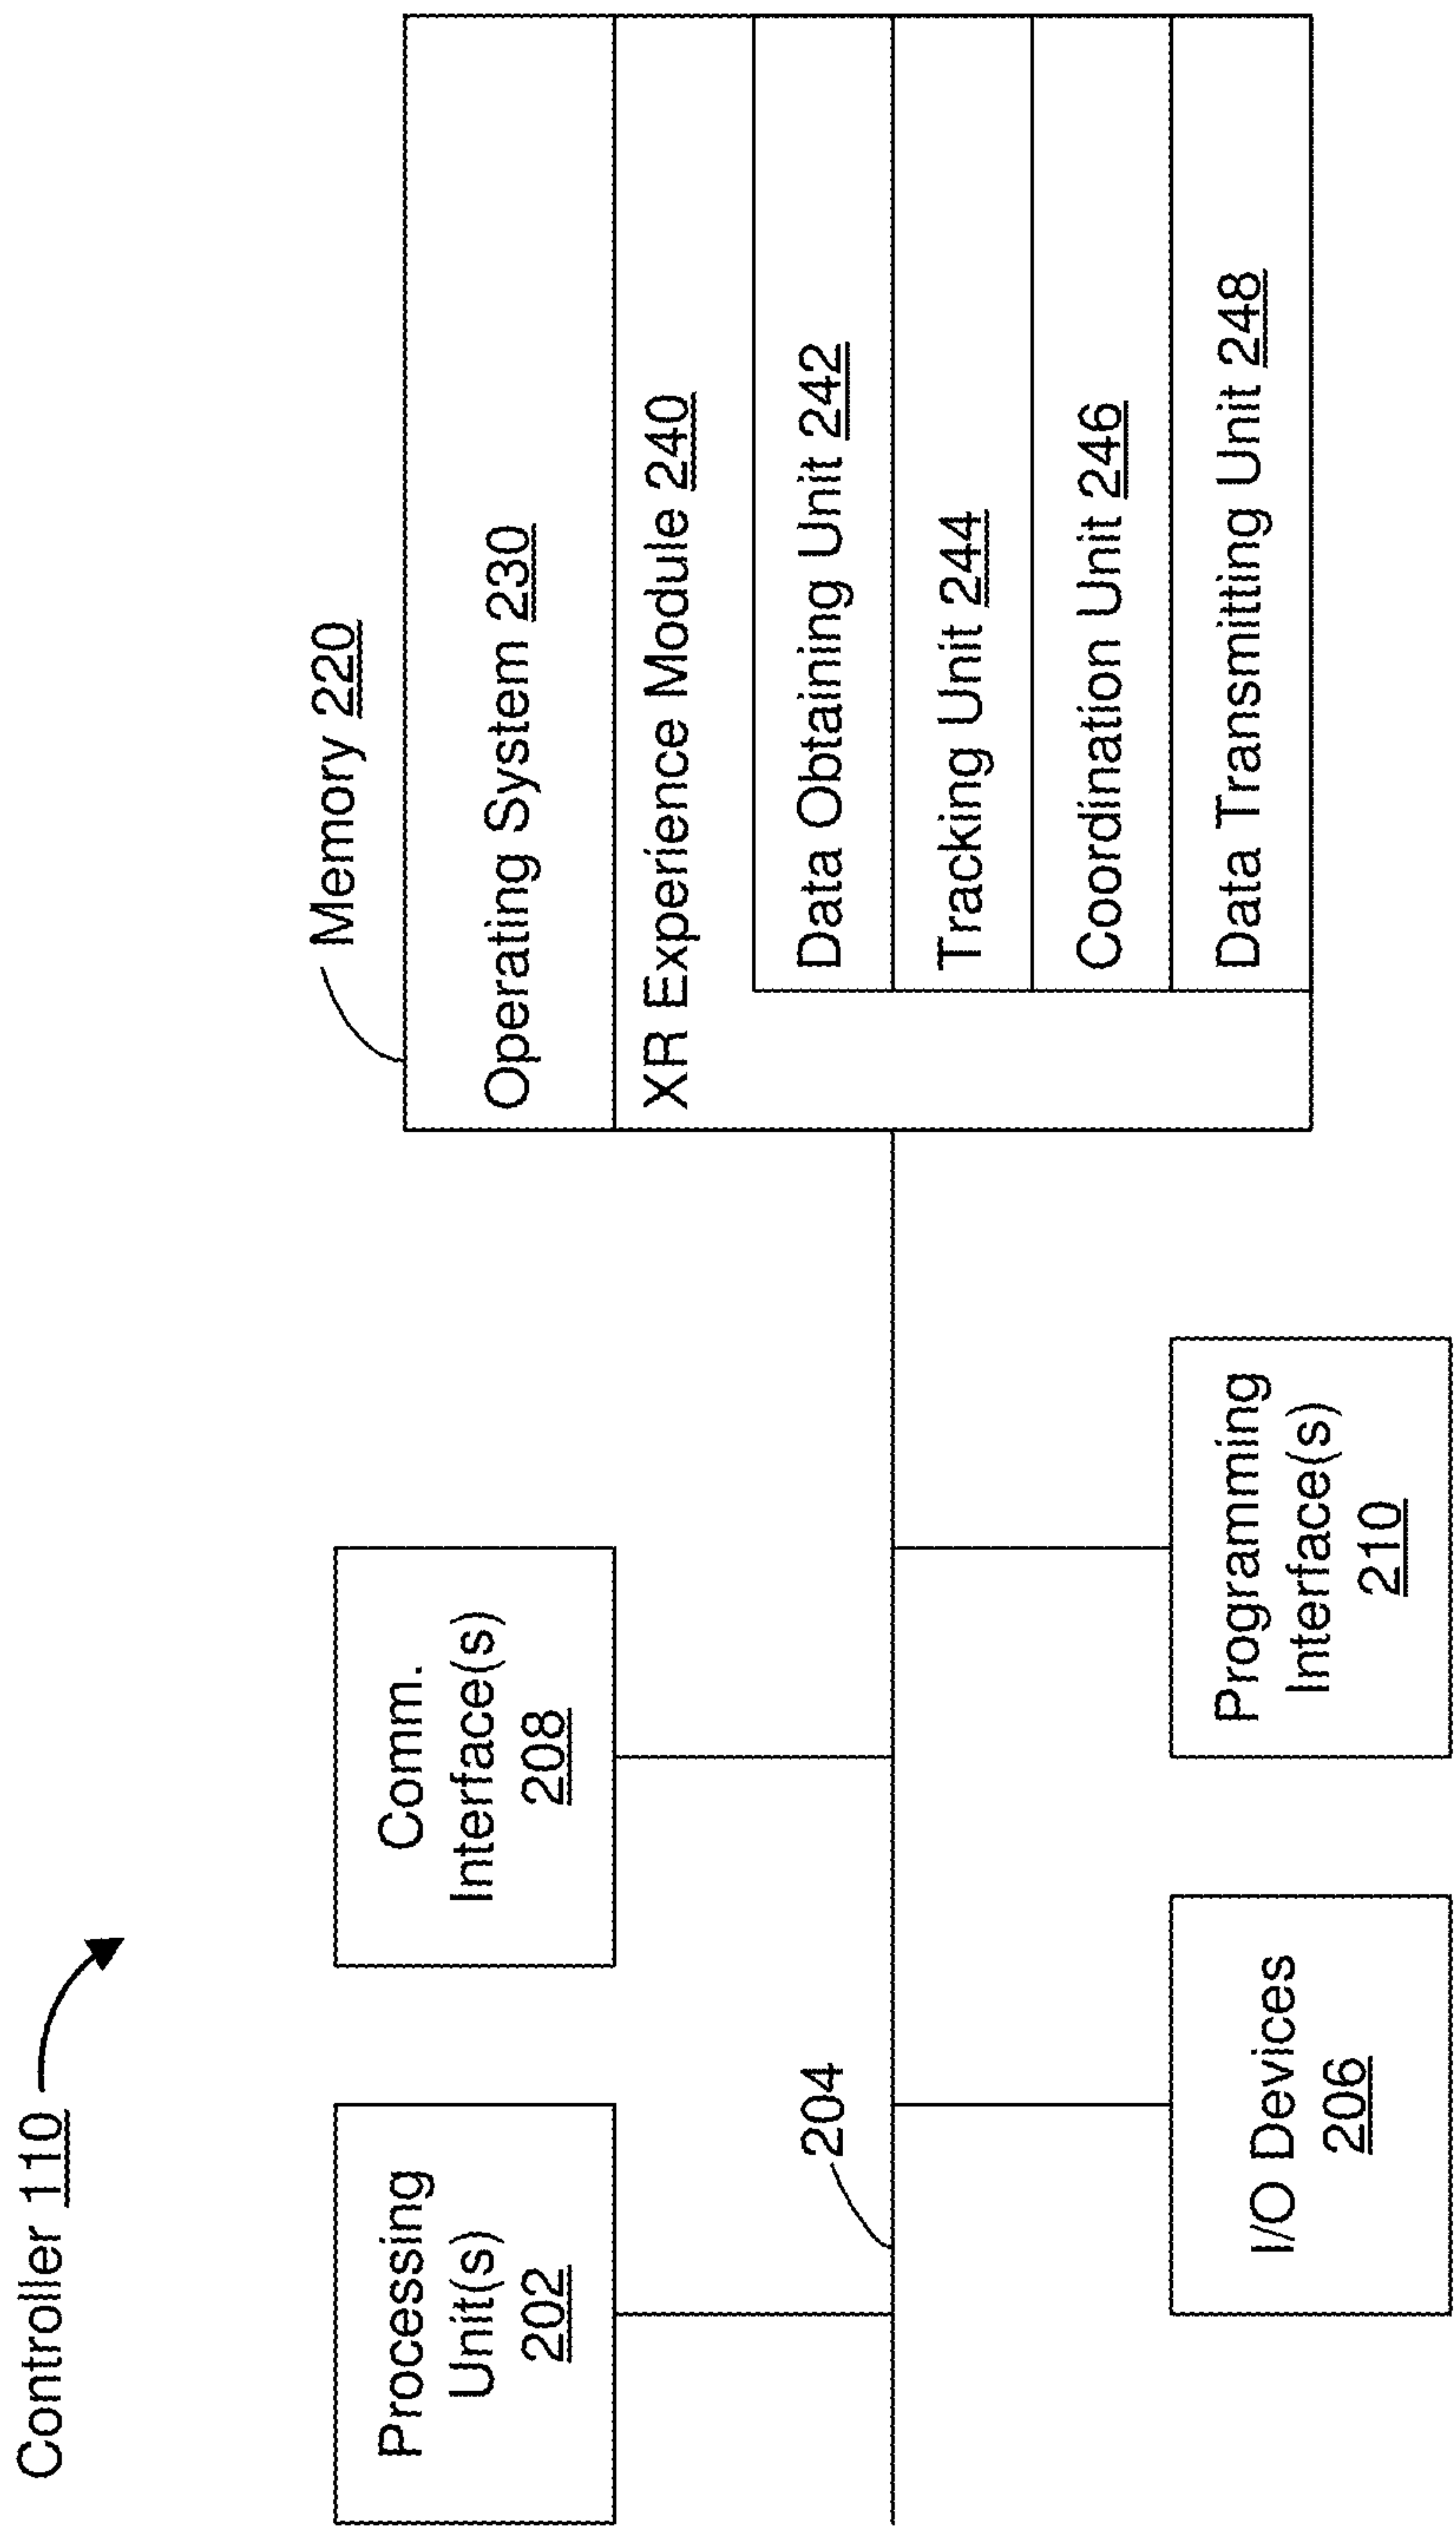 Controller 110
Memory 220
Processing
Unit(s)
202
Comm.
Interface(s)
208
Operating System 230
XR Experience Module 240
Data Obtaining Unit 242
Tracking Unit 244
Coordination Unit 246
Data Transmitting Unit 248
204
I/O Devices
206
Programming
Interface(s)
210